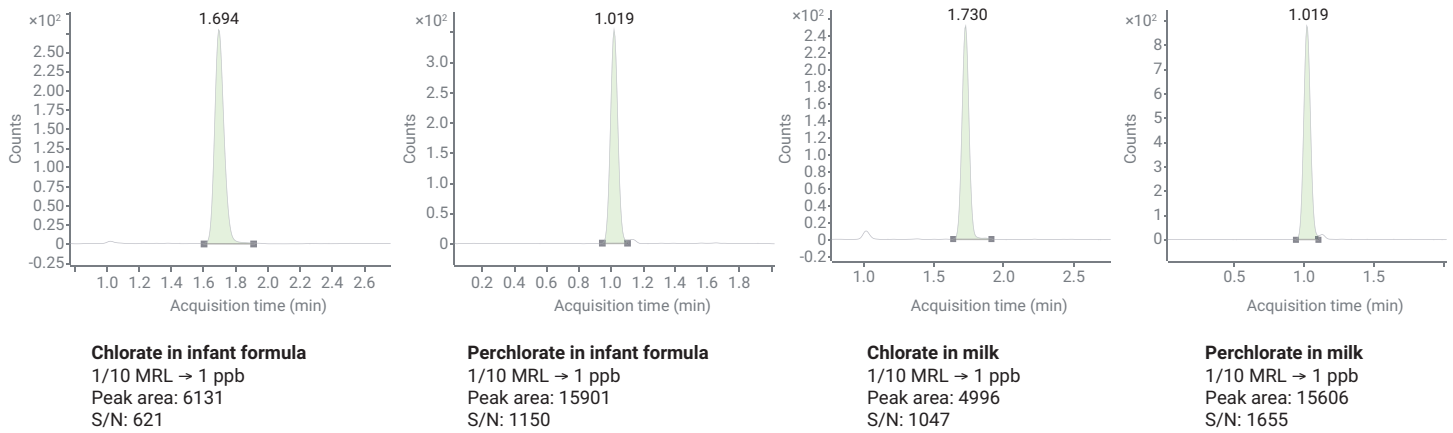 ×10²
1.694
2.50
2.25
2.00
1.75
1.50
1.25
1.00
0.75
0.50
0.25
0
-0.25
Counts
1.0 1.2 1.4 1.6 1.8 2.0 2.2 2.4 2.6
Acquisition time (min)
Chlorate in infant formula
1/10 MRL → 1 ppb
Peak area: 6131
S/N: 621
×10²
1.019
3.0
2.5
2.0
1.5
1.0
0.5
0
Counts
0.2 0.4 0.6 0.8 1.0 1.2 1.4 1.6 1.8
Acquisition time (min)
Perchlorate in infant formula
1/10 MRL → 1 ppb
Peak area: 15901
S/N: 1150
×10²
1.730
2.4
2.2
2.0
1.8
1.6
1.4
1.2
1.0
0.8
0.6
0.4
0.2
0
-0.2
Counts
1.0 1.5 2.0 2.5
Acquisition time (min)
Chlorate in milk
1/10 MRL → 1 ppb
Peak area: 4996
S/N: 1047
×10²
1.019
8
7
6
5
4
3
2
1
0
Counts
0.5 1.0 1.5
Acquisition time (min)
Perchlorate in milk
1/10 MRL → 1 ppb
Peak area: 15606
S/N: 1655